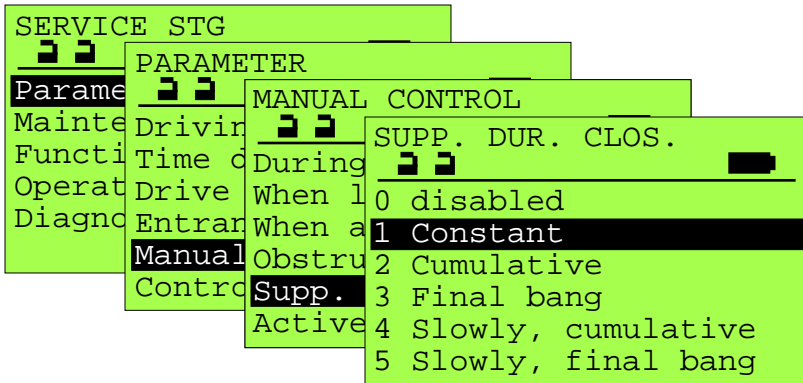 SERVICE STG
Parame
Mainte
Functi
Operat
Diagno
PARAMETER
Drivin
Time d
Drive
Entran
Manual
Contro
MANUAL CONTROL
During
When l
When a
Obstru
Supp.
Active
SUPP. DUR. CLOS.
0 disabled
1 Constant
2 Cumulative
3 Final bang
4 Slowly, cumulative
5 Slowly, final bang